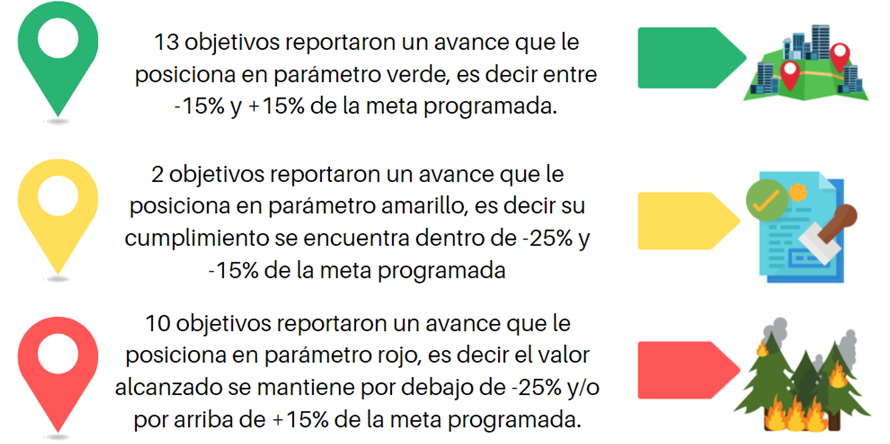 13 objetivos reportaron un avance que le
posiciona en parámetro verde, es decir entre
-15% y +15% de la meta programada.
2 objetivos reportaron un avance que le
posiciona en parámetro amarillo, es decir su
cumplimiento se encuentra dentro de -25% y
-15% de la meta programada
10 objetivos reportaron un avance que le
posiciona en parámetro rojo, es decir el valor
alcanzado se mantiene por debajo de -25% y/o
por arriba de +15% de la meta programada.